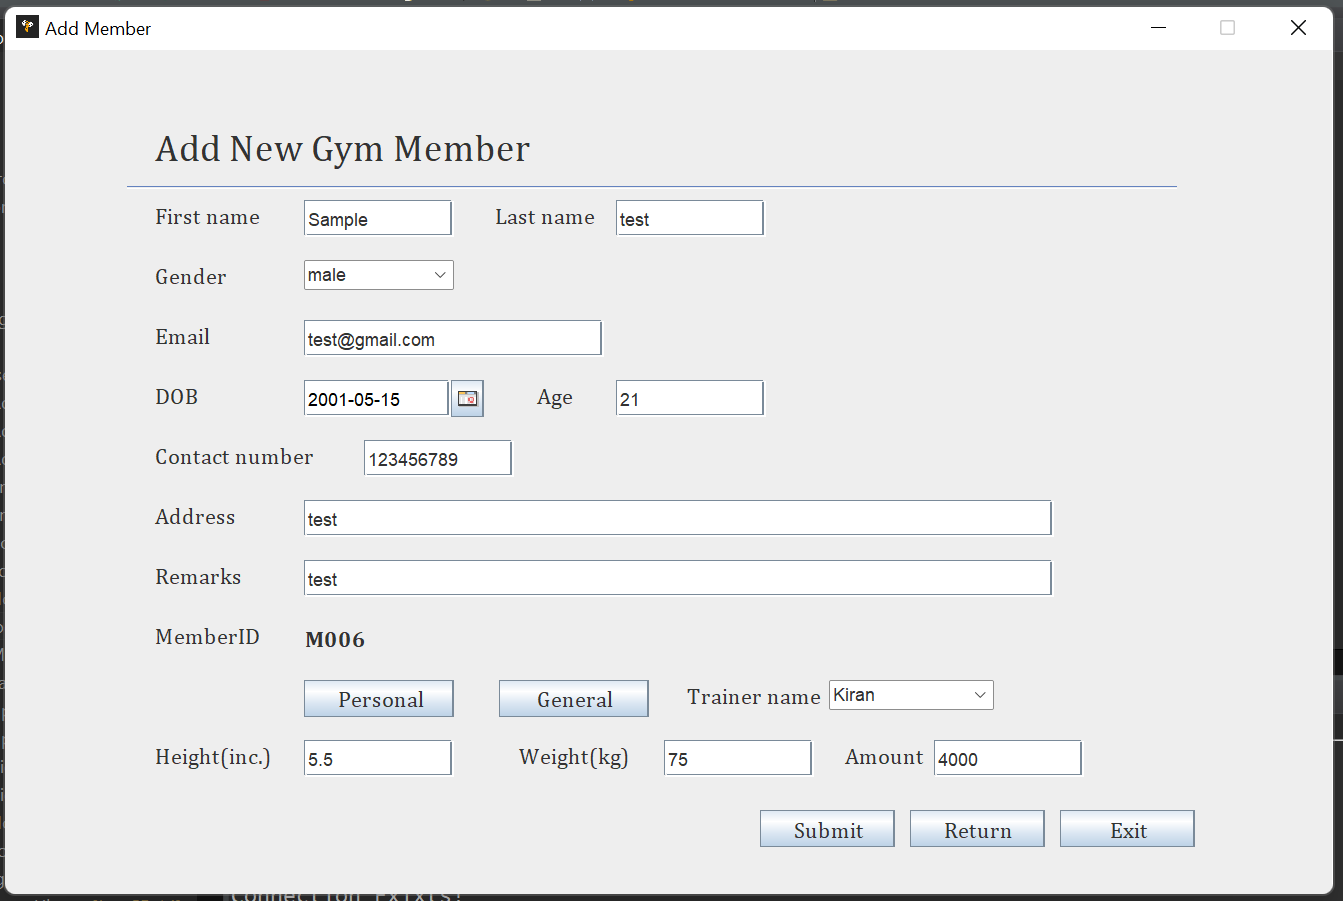 Add Member
Add New Gym Member
First name Sample Last name test
Gender male
Email test@gmail.com
DOB 2001-05-15 Age 21
Contact number 123456789
Address test
Remarks test
MemberID M006
Personal General Trainer name Kiran
Height(inc.) 5.5 Weight(kg) 75 Amount 4000
Submit Return Exit